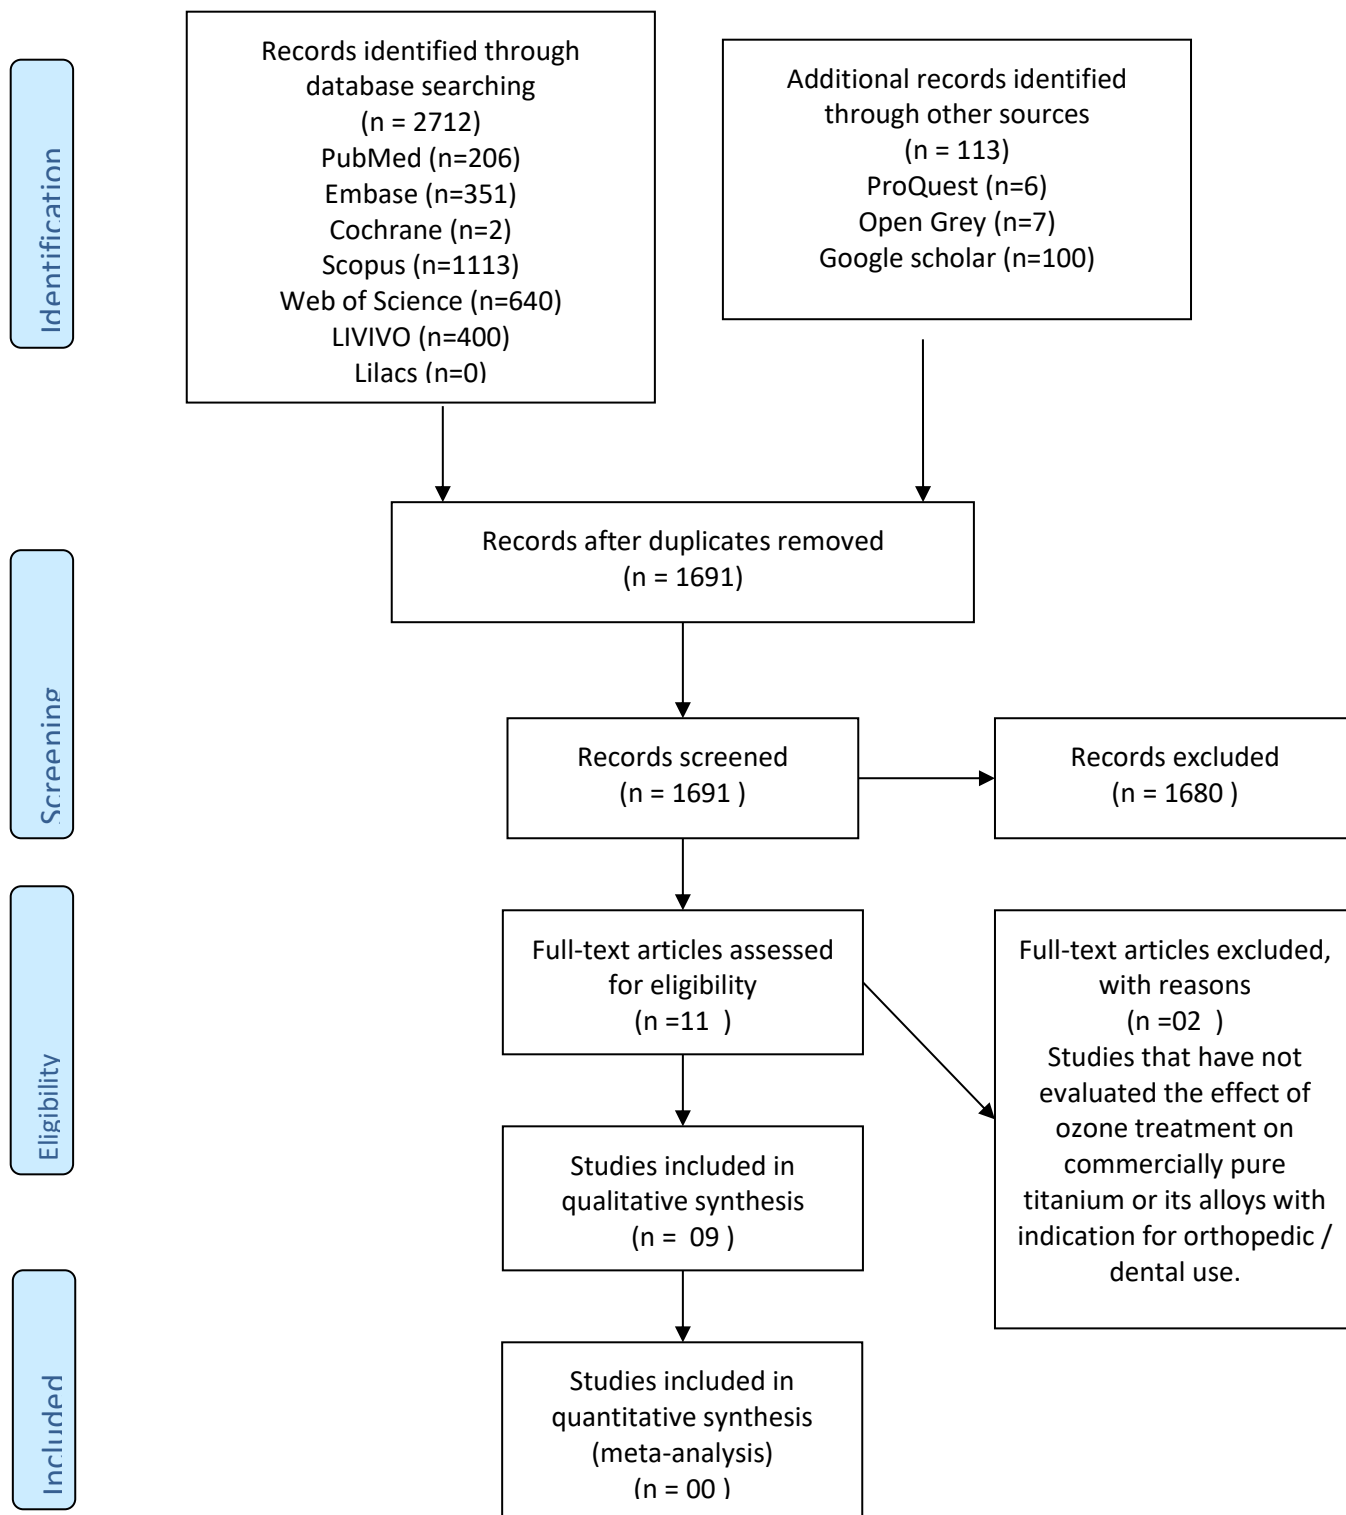 Identification
Records identified through
database searching
(n = 2712)
PubMed (n=206)
Embase (n=351)
Cochrane (n=2)
Scopus (n=1113)
Web of Science (n=640)
LIVIVO (n=400)
Lilacs (n=0)
Additional records identified
through other sources
(n = 113)
ProQuest (n=6)
Open Grey (n=7)
Google scholar (n=100)
Records after duplicates removed
(n = 1691)
Screening
Records screened
(n = 1691 )
Records excluded
(n = 1680 )
Eligibility
Full-text articles assessed
for eligibility
(n =11 )
Full-text articles excluded,
with reasons
(n =02 )
Studies that have not
evaluated the effect of
ozone treatment on
commercially pure
titanium or its alloys with
indication for orthopedic /
dental use.
Studies included in
qualitative synthesis
(n = 09 )
Included
Studies included in
quantitative synthesis
(meta-analysis)
(n = 00 )